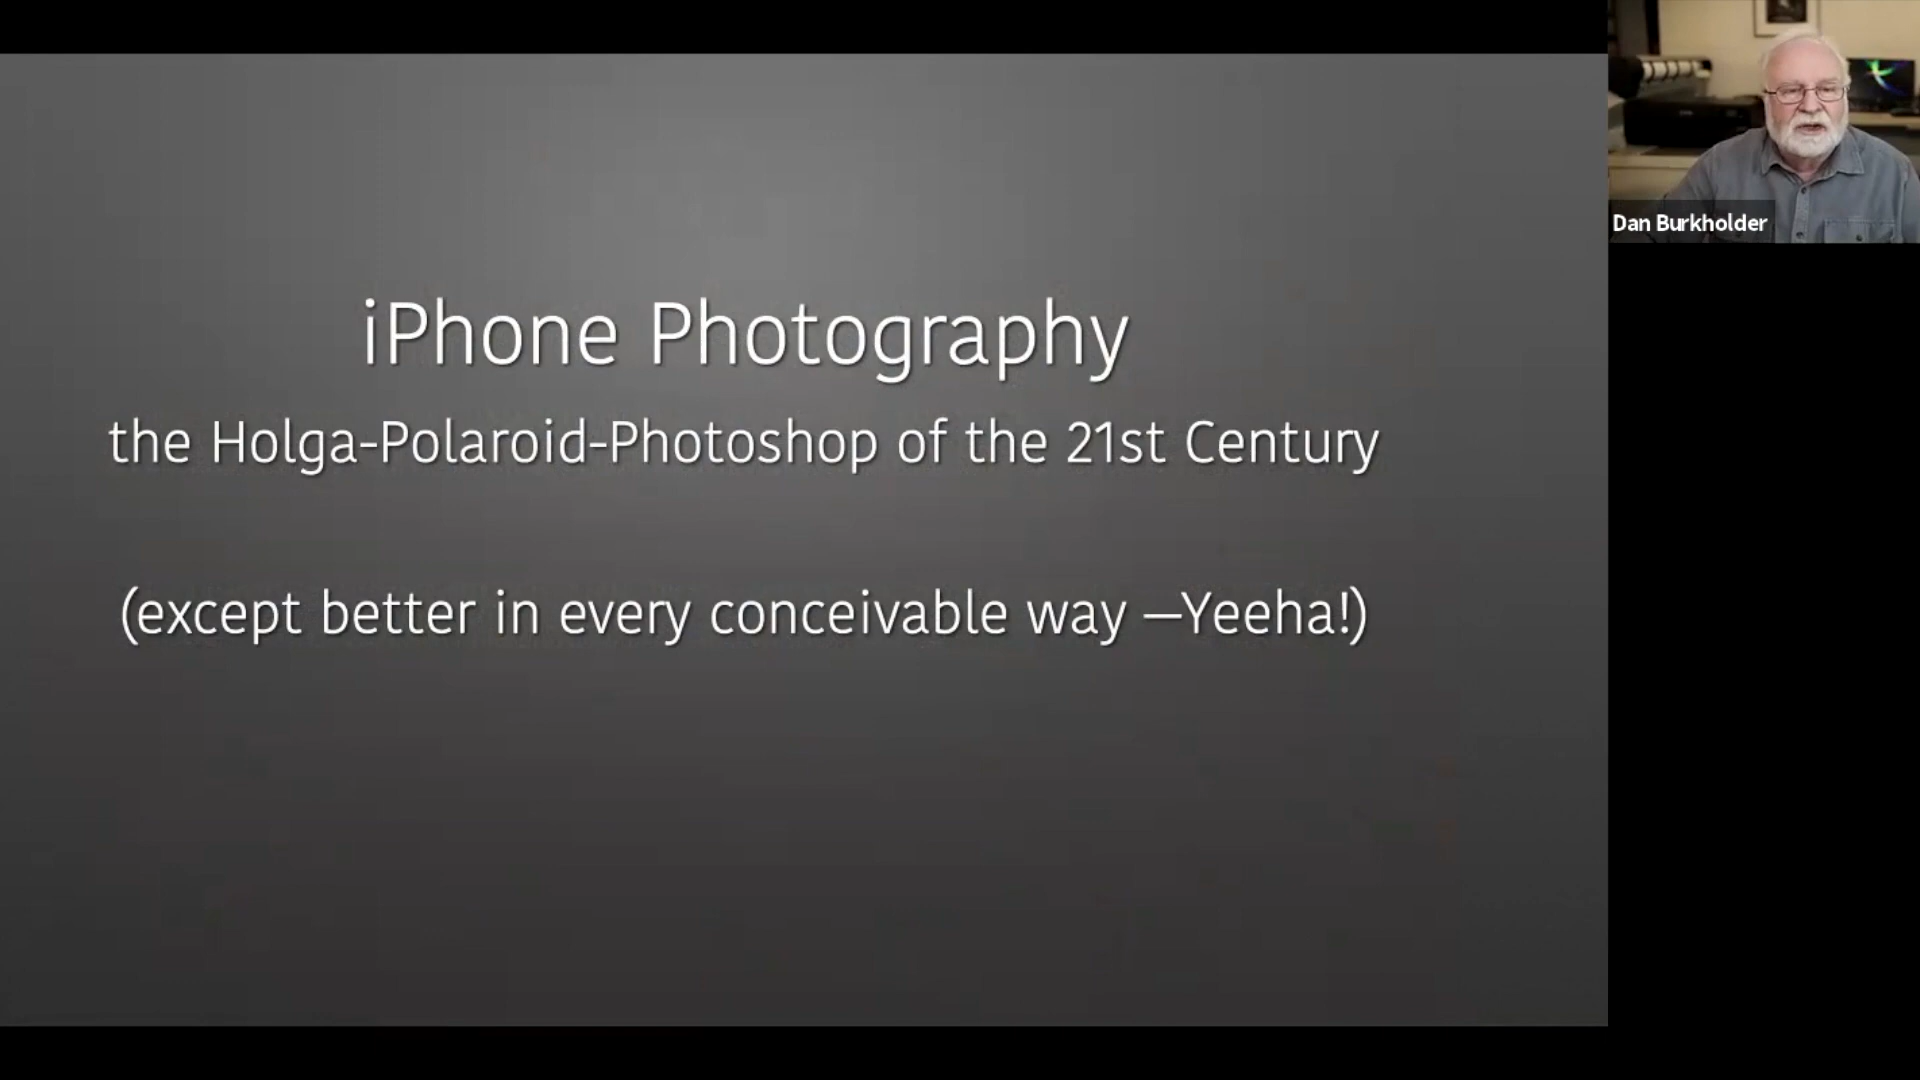 iPhone Photography
the Holga-Polaroid-Photoshop of the 21st Century
(except better in every conceivable way —Yeeha!)
Dan Burkholder